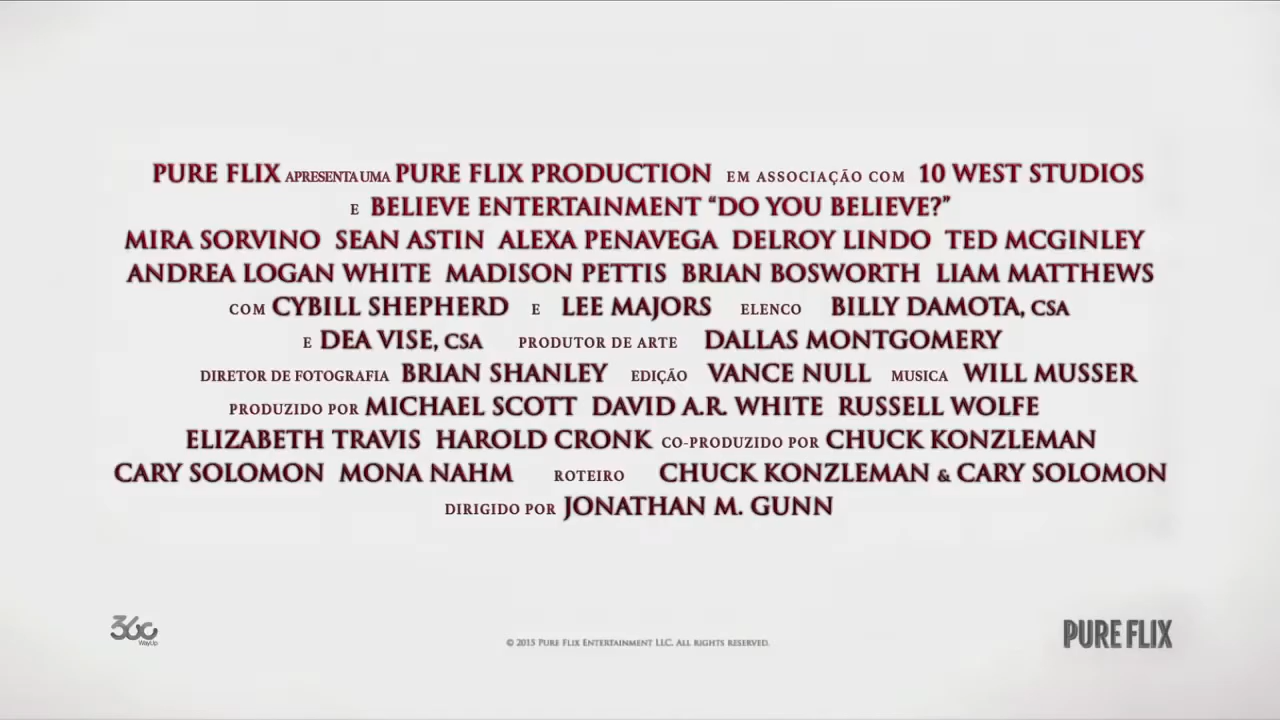 PURE FLIX APRESENTA UMA PURE FLIX PRODUCTION EM ASSOCIAÇÃO COM 10 WEST STUDIOS
E BELIEVE ENTERTAINMENT “DO YOU BELIEVE?”
MIRA SORVINO SEAN ASTIN ALEXA PENAVEGA DELROY LINDO TED MCGINLEY
ANDREA LOGAN WHITE MADISON PETTIS BRIAN BOSWORTH LIAM MATTHEWS
COM CYBILL SHEPHERD E LEE MAJORS ELENCO BILLY DAMOTA, CSA
E DEA VISE, CSA PRODUTOR DE ARTE DALLAS MONTGOMERY
DIRETOR DE FOTOGRAFIA BRIAN SHANLEY EDIÇÃO VANCE NULL MUSICA WILL MUSSER
PRODUZIDO POR MICHAEL SCOTT DAVID A.R. WHITE RUSSELL WOLFE
ELIZABETH TRAVIS HAROLD CRONK CO-PRODUZIDO POR CHUCK KONZLEMAN
CARY SOLOMON MONA NAHM ROTEIRO CHUCK KONZLEMAN & CARY SOLOMON
DIRIGIDO POR JONATHAN M. GUNN
360 WayUp
© 2015 PURE FLIX ENTERTAINMENT LLC. ALL RIGHTS RESERVED.
PURE FLIX